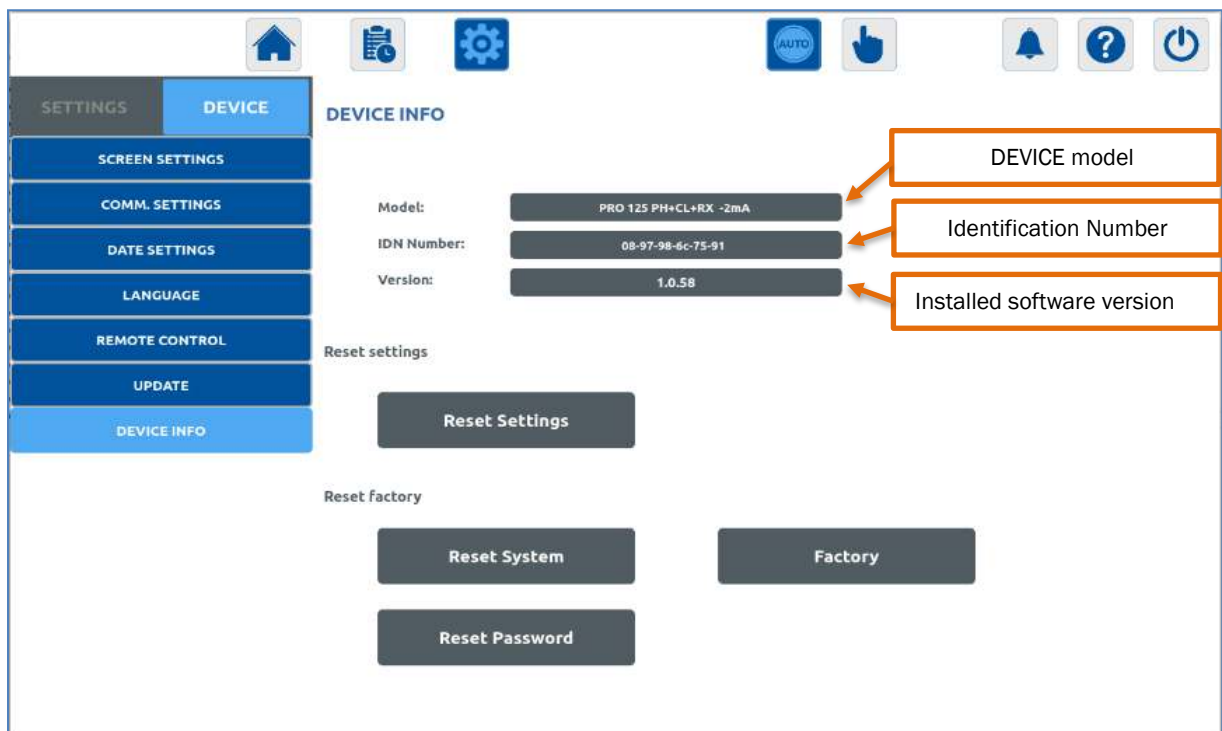 AUTO
?
SETTINGS DEVICE
DEVICE INFO
SCREEN SETTINGS
COMM. SETTINGS
DATE SETTINGS
LANGUAGE
REMOTE CONTROL
UPDATE
DEVICE INFO
Model: PRO 125 PH+CL+RX -2mA
IDN Number: 08-97-98-6c-75-91
Version: 1.0.58
DEVICE model
Identification Number
Installed software version
Reset settings
Reset Settings
Reset factory
Reset System Factory
Reset Password